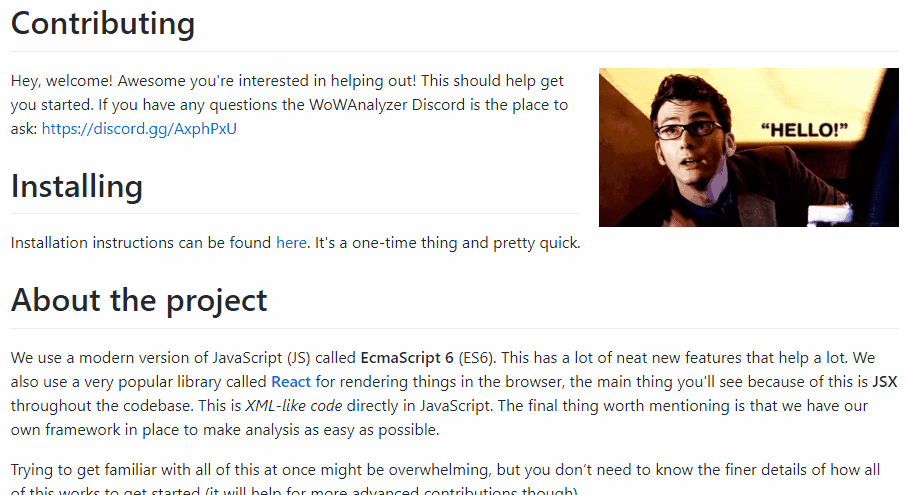 Contributing
Hey, welcome! Awesome you're interested in helping out! This should help get
you started. If you have any questions the WoWAnalyzer Discord is the place to
ask: https://discord.gg/AxphPxU
“HELLO!”
Installing
Installation instructions can be found here. It's a one-time thing and pretty quick.
About the project
We use a modern version of JavaScript (JS) called EcmaScript 6 (ES6). This has a lot of neat new features that help a lot. We
also use a very popular library called React for rendering things in the browser, the main thing you'll see because of this is JSX
throughout the codebase. This is XML-like code directly in JavaScript. The final thing worth mentioning is that we have our
own framework in place to make analysis as easy as possible.
Trying to get familiar with all of this at once might be overwhelming, but you don’t need to know the finer details of how all
of this works to get started (it will help for more advanced contributions though)